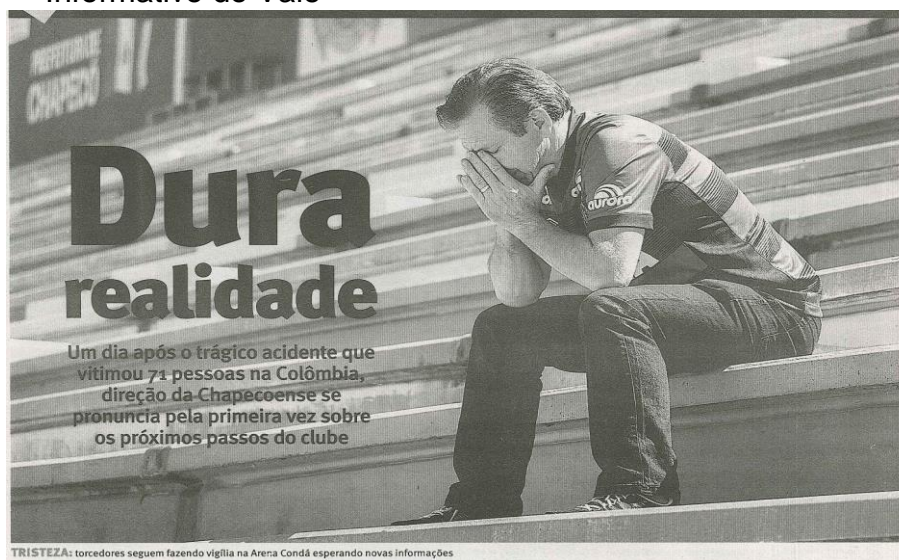 Informativo do Vale
PREFEITURA DE
CHAPECÓ
Dura
realidade
Um dia após o trágico acidente que
vitimou 71 pessoas na Colômbia,
direção da Chapecoense se
pronuncia pela primeira vez sobre
os próximos passos do clube
aurora
TRISTEZA: torcedores seguem fazendo vigília na Arena Condá esperando novas informações